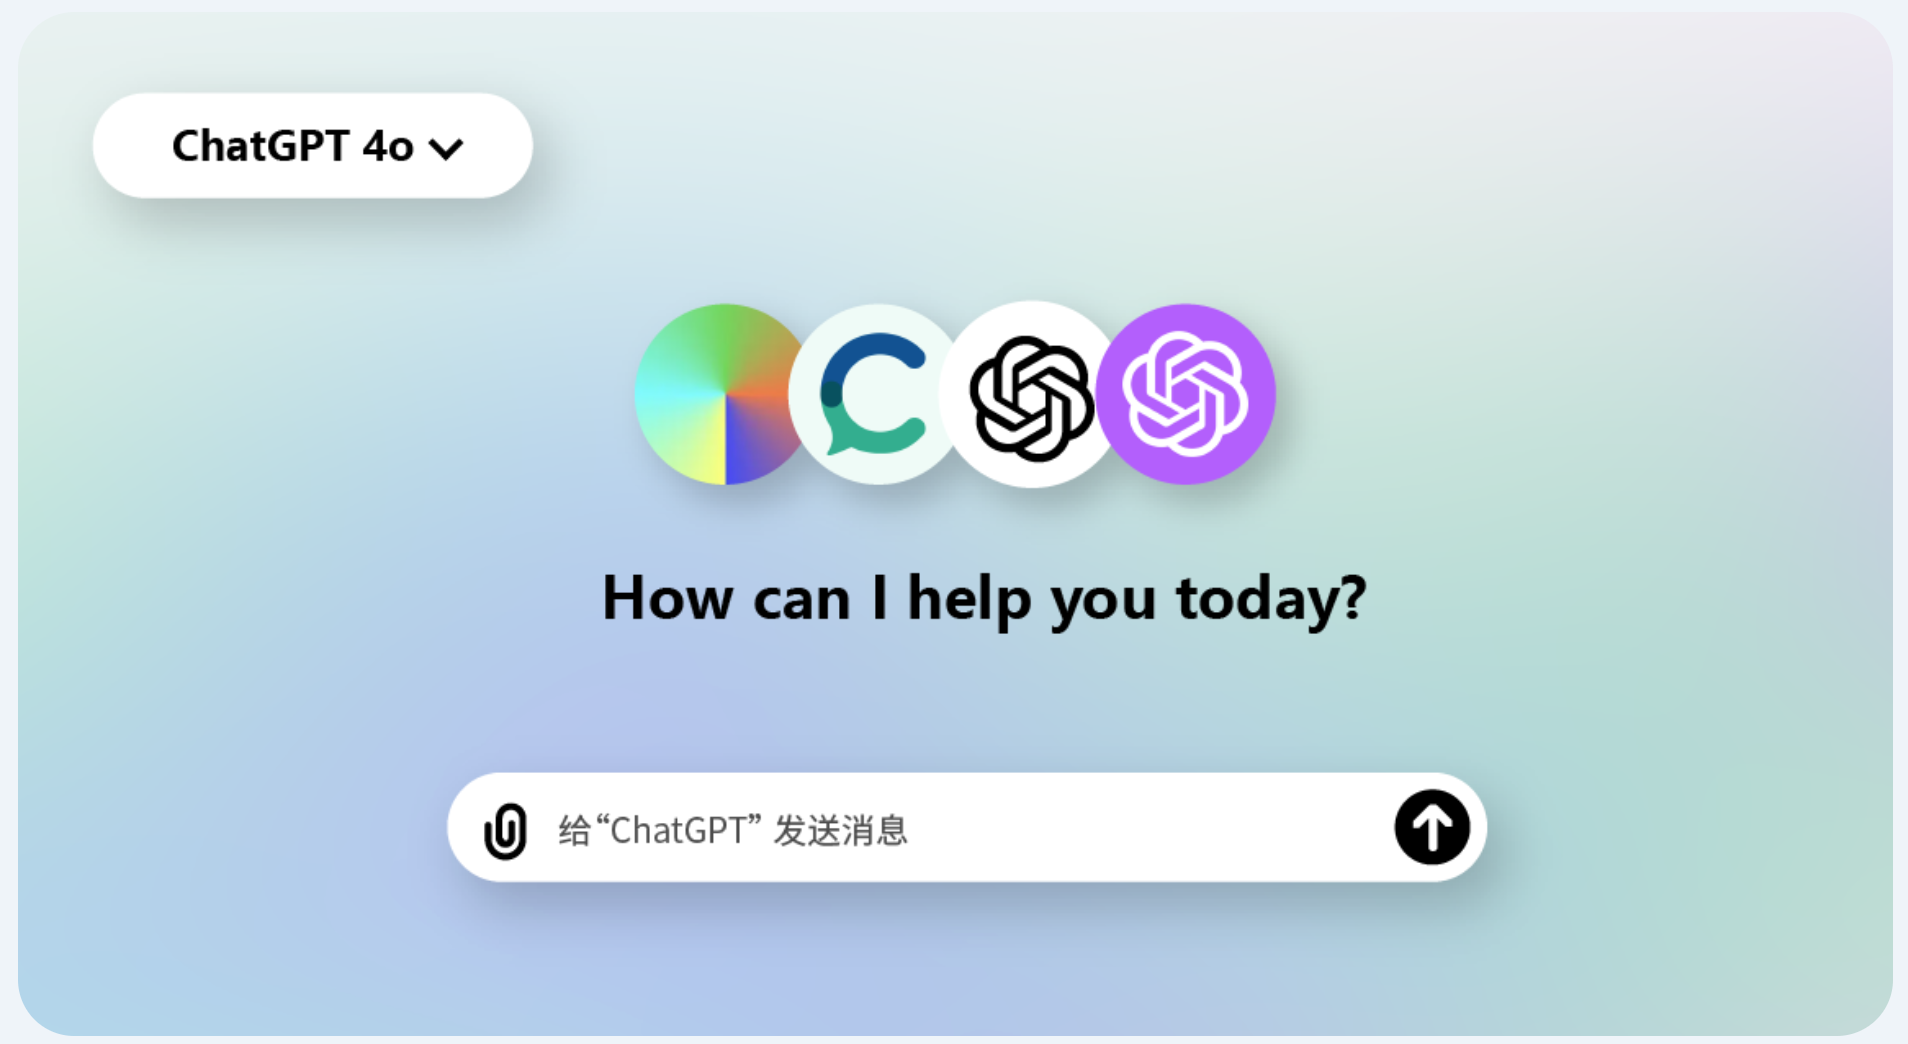 ChatGPT 4o
How can I help you today?
给“ChatGPT” 发送消息